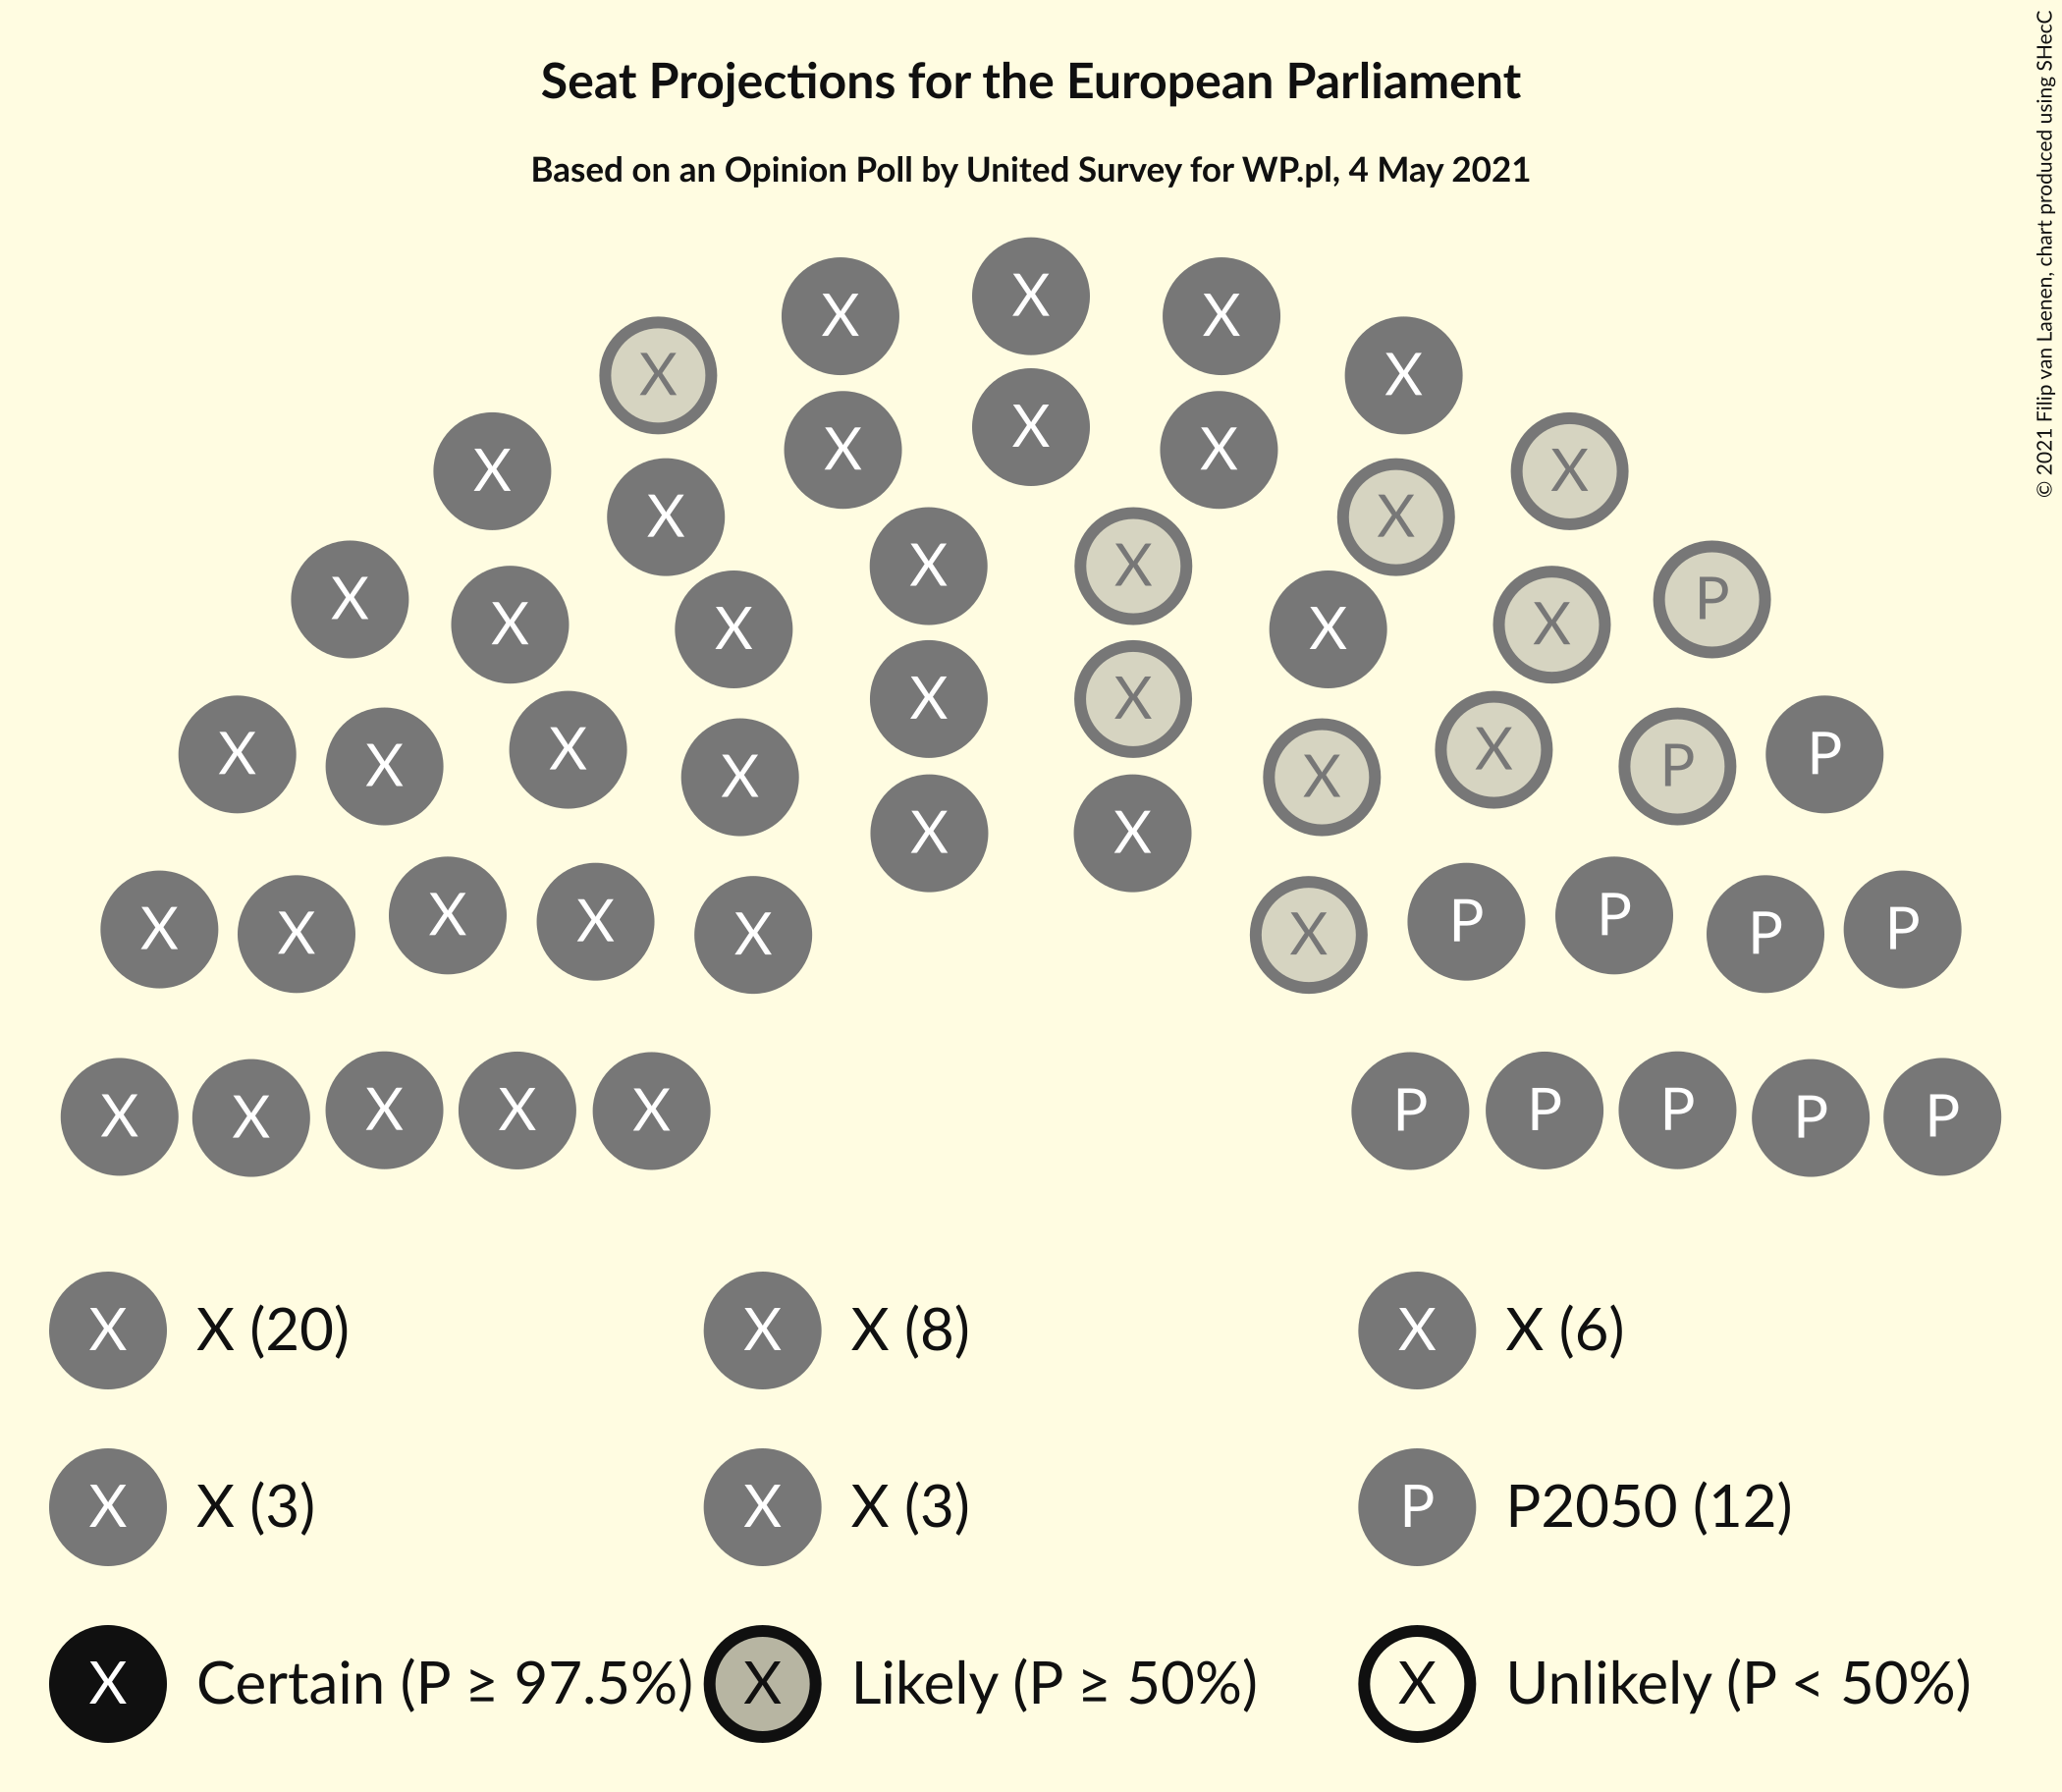 Seat Projections for the European Parliament
Based on an Opinion Poll by United Survey for WP.pl, 4 May 2021
© 2021 Filip van Laenen, chart produced using SHecC
X
X X
X X
X
X X
X X
X X
X X
X X
X X X
X X
X X P
X X
X X
X X
X X
X P P
X X
X X X P P
X X X P P
X X X X X P P P P P
X X (20) X X (8) X X (6)
X X (3) X X (3) P P2050 (12)
X Certain (P ≥ 97.5%) X Likely (P ≥ 50%) X Unlikely (P < 50%)